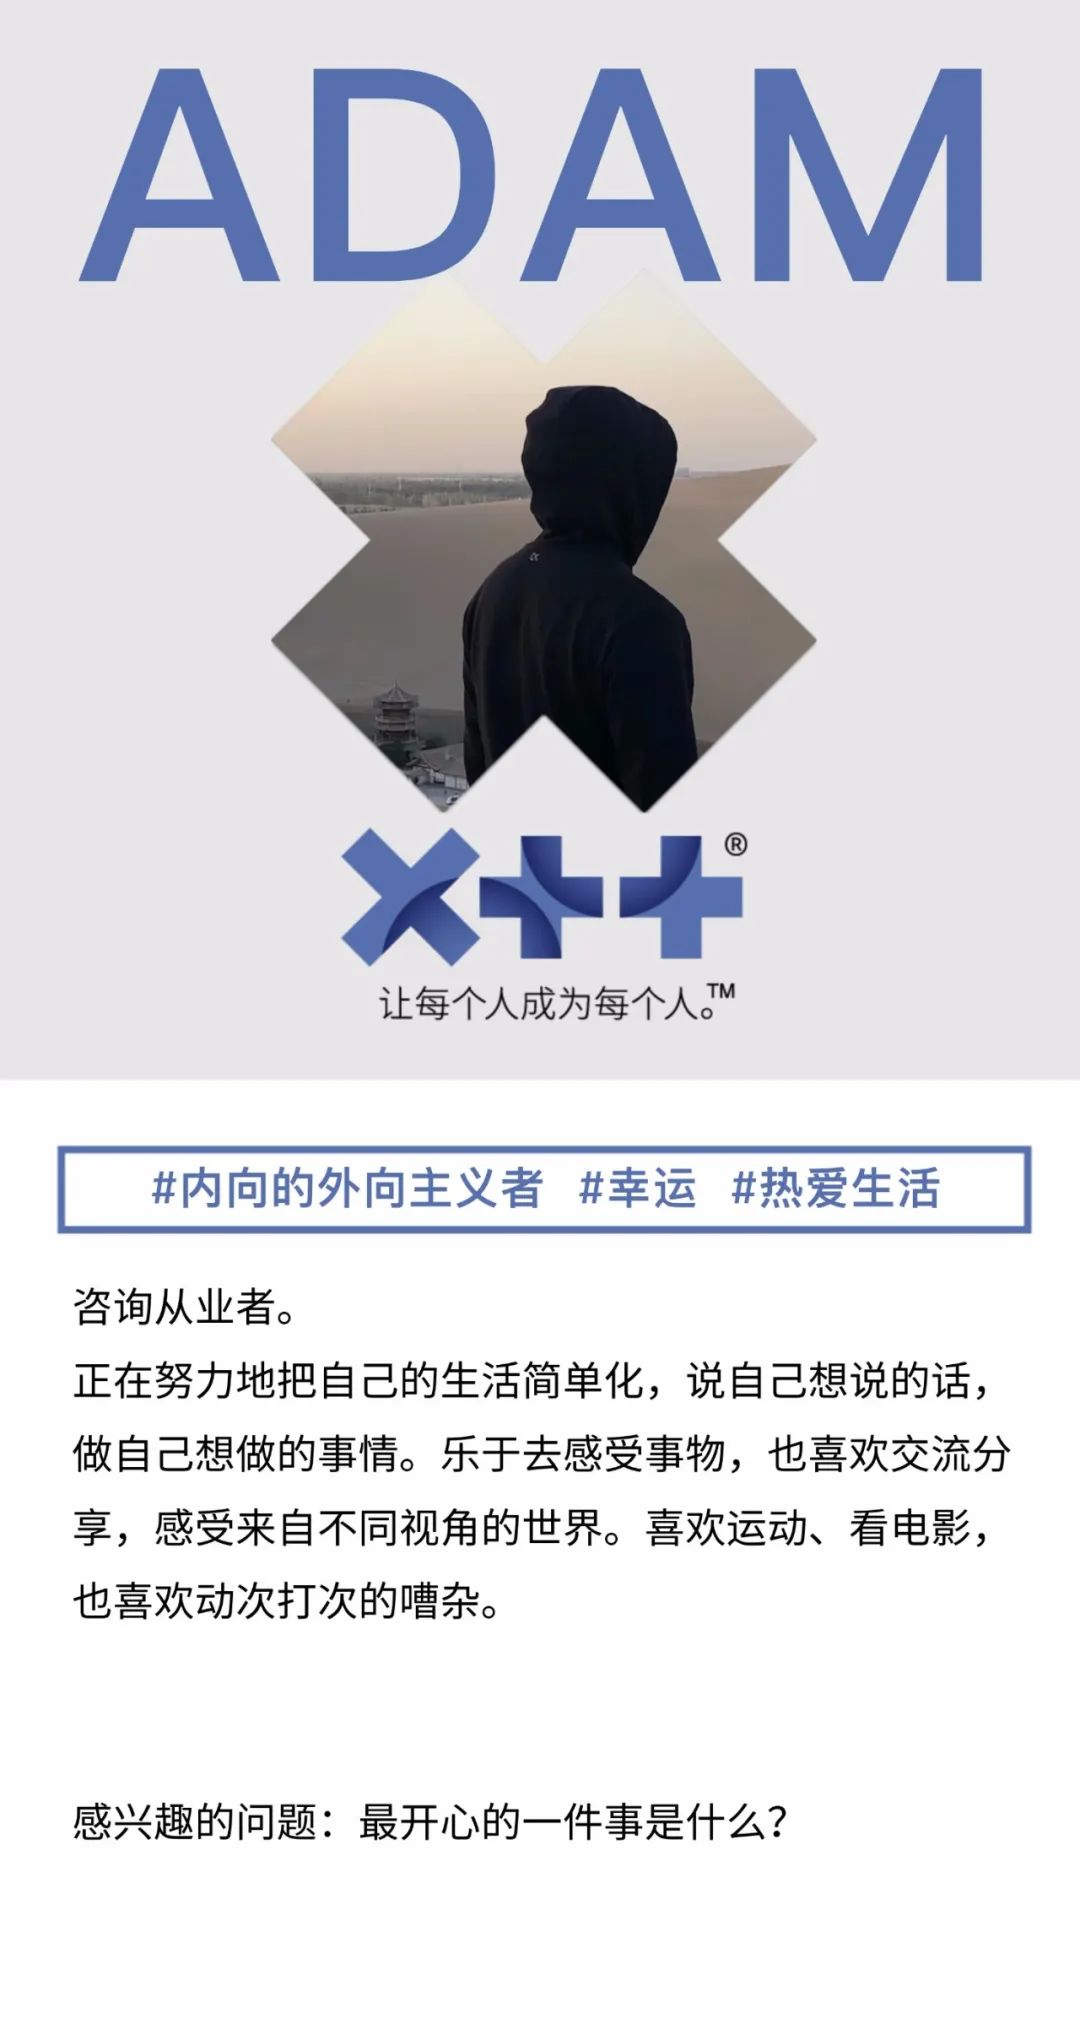 ADAM
X++®
让每个人成为每个人。™
#内向的外向主义者 #幸运 #热爱生活
咨询从业者。
正在努力地把自己的生活简单化，说自己想说的话，
做自己想做的事情。乐于去感受事物，也喜欢交流分
享，感受来自不同视角的世界。喜欢运动、看电影，
也喜欢动次打次的嘈杂。
感兴趣的问题：最开心的一件事是什么？